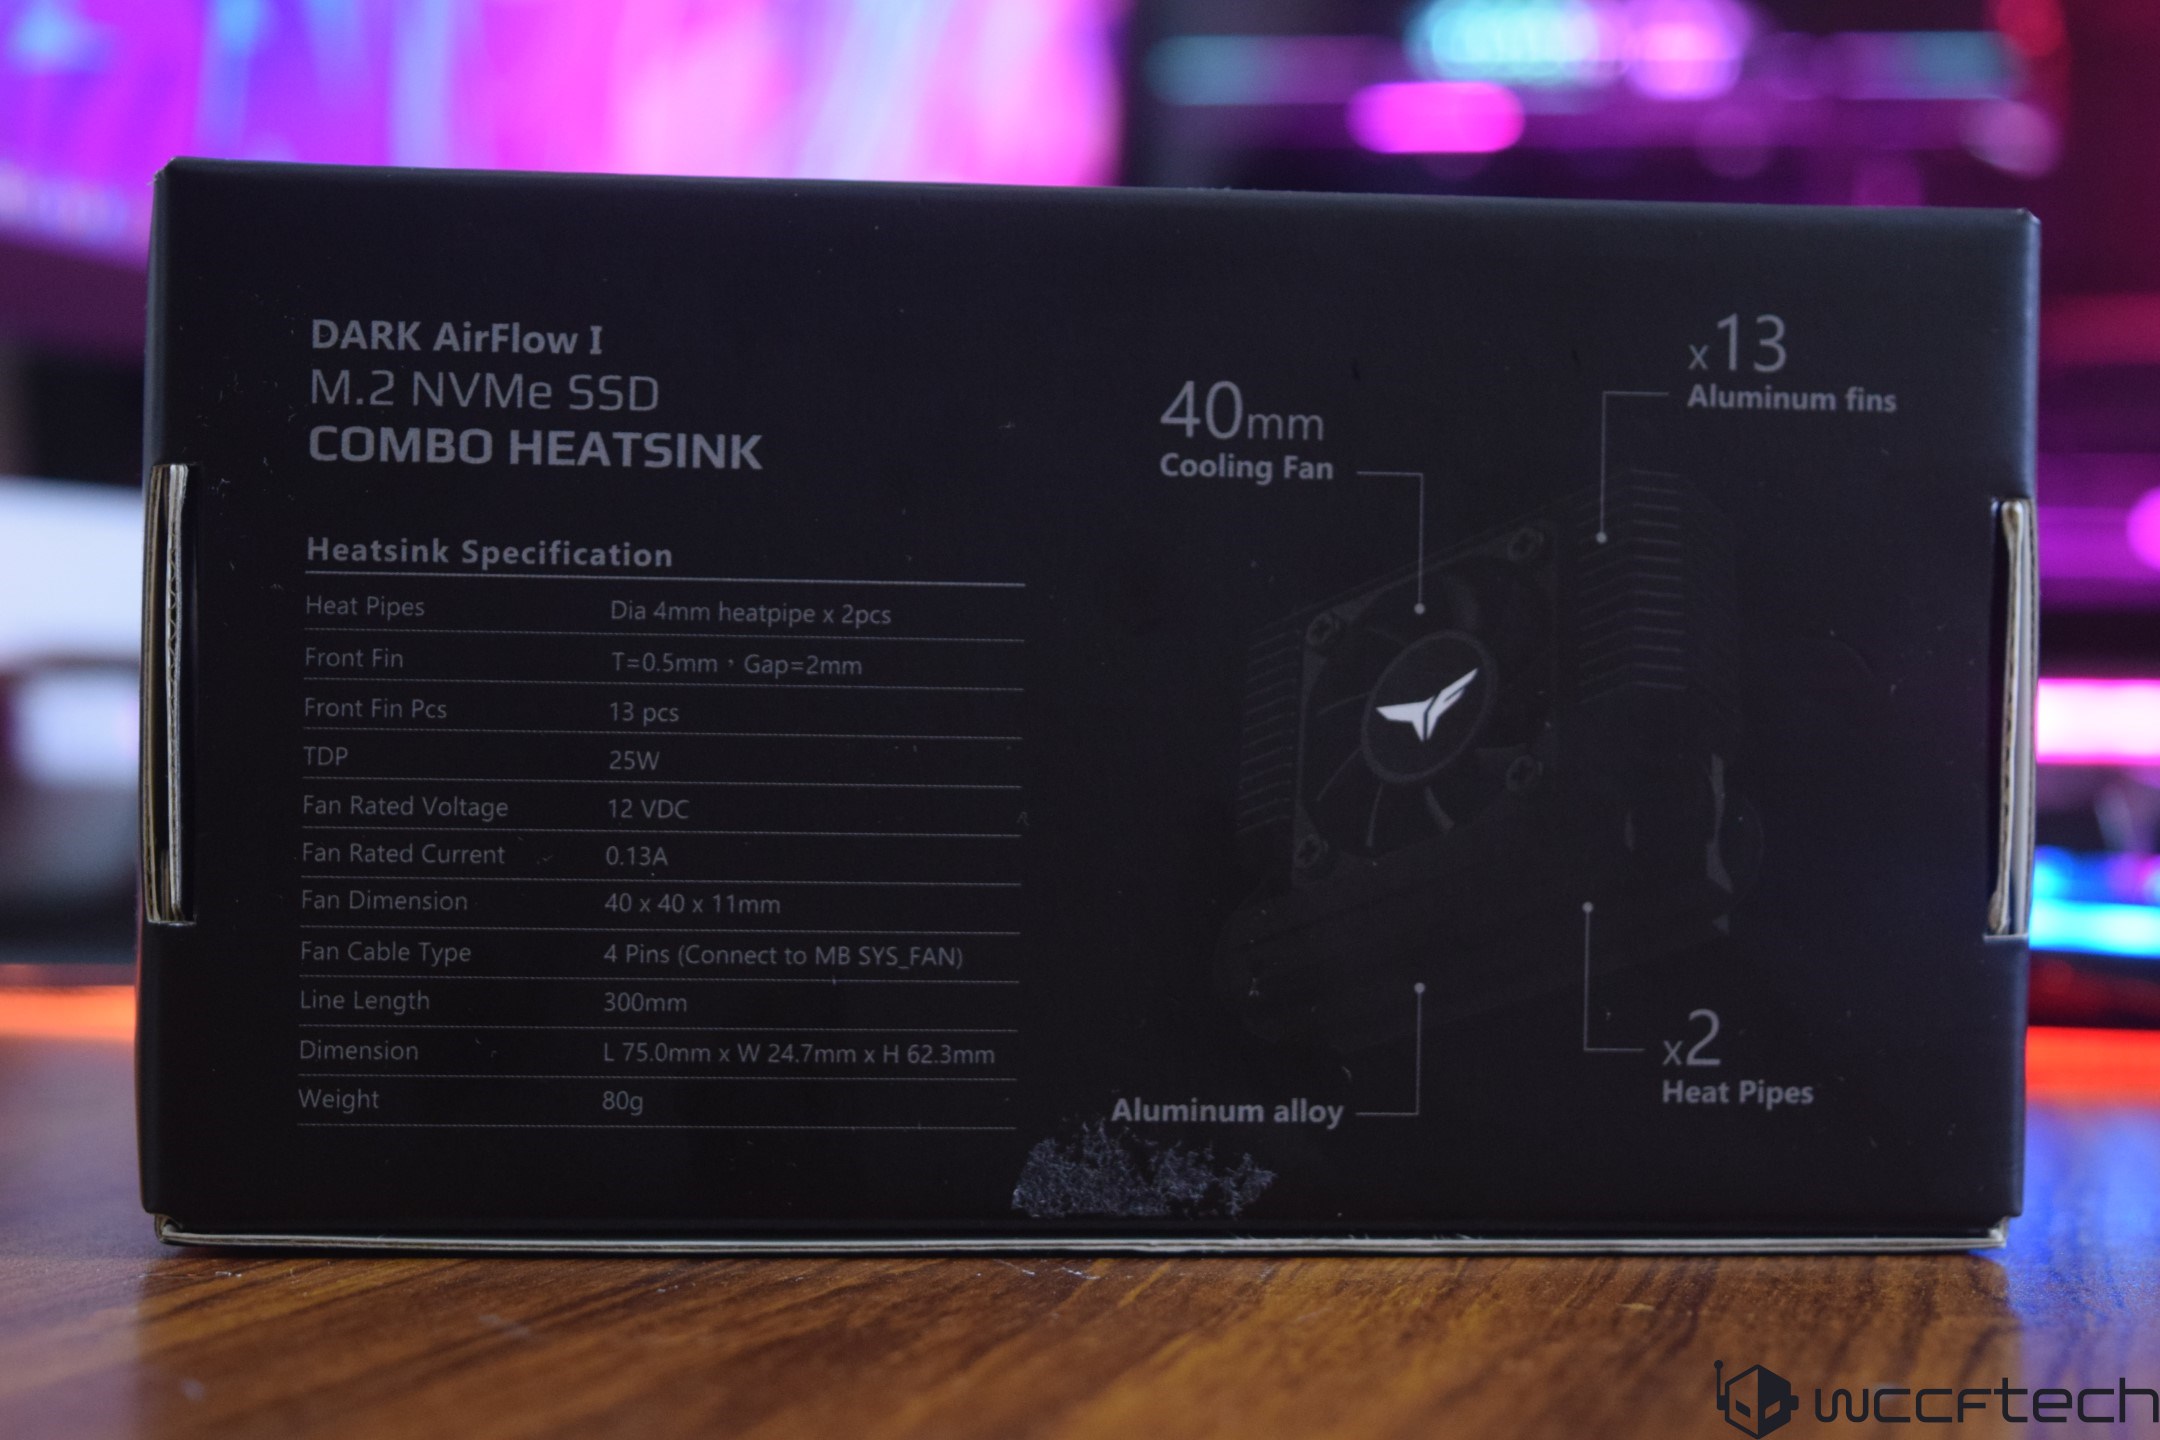 DARK AirFlow I
M.2 NVMe SSD
COMBO HEATSINK
Heatsink Specification
Heat Pipes Dia 4mm heatpipe x 2pcs
Front Fin T=0.5mm，Gap=2mm
Front Fin Pcs 13 pcs
TDP 25W
Fan Rated Voltage 12 VDC
Fan Rated Current 0.13A
Fan Dimension 40 x 40 x 11mm
Fan Cable Type 4 Pins (Connect to MB SYS_FAN)
Line Length 300mm
Dimension L 75.0mm x W 24.7mm x H 62.3mm
Weight 80g
40mm
Cooling Fan
x13
Aluminum fins
Aluminum alloy
x2
Heat Pipes
wccftech